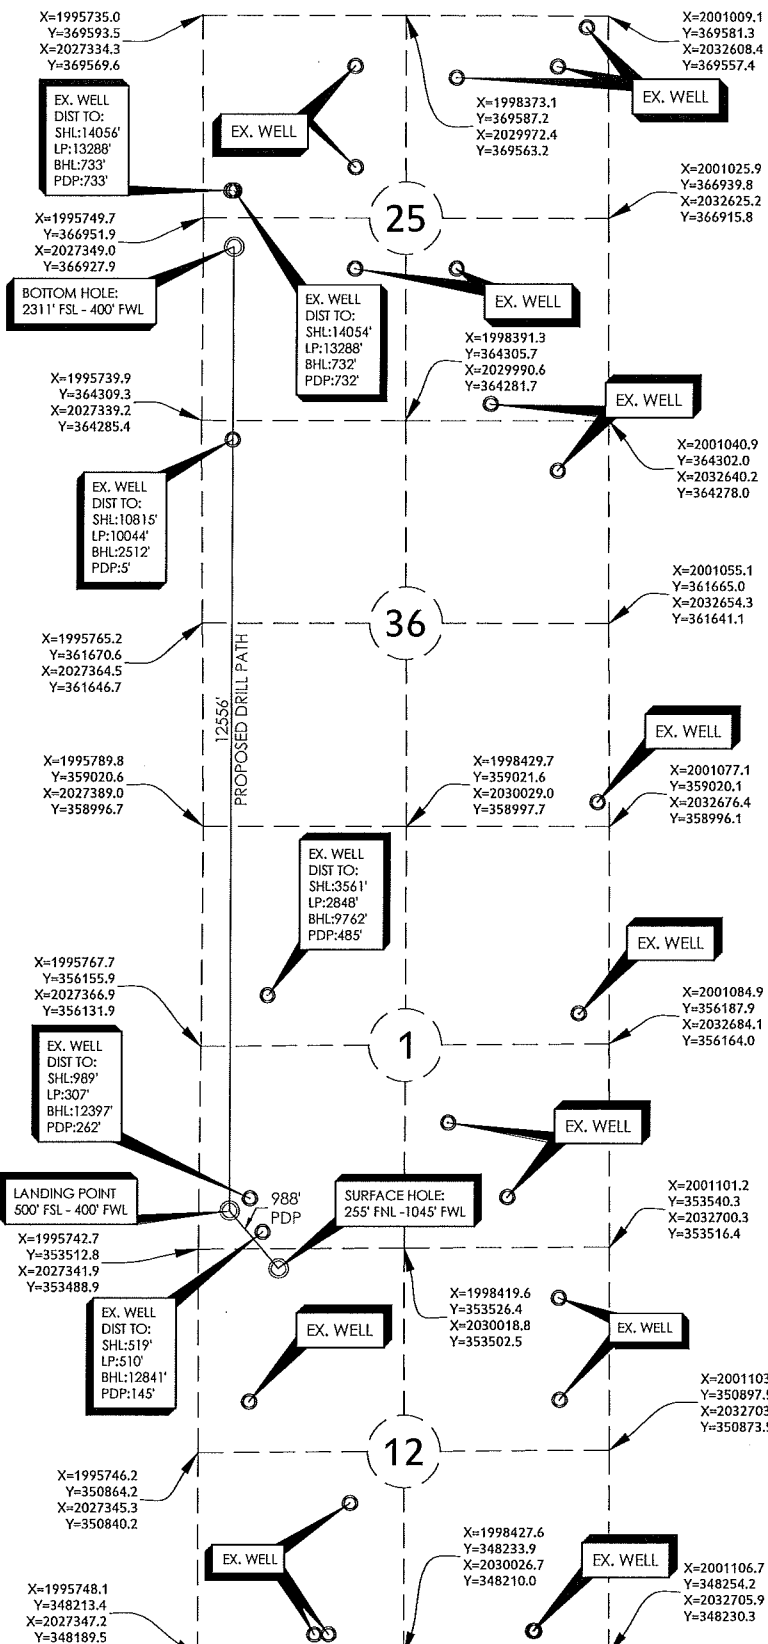 X=1995735.0
Y=369593.5
X=2027334.3
Y=369569.6
X=2001009.1
Y=369581.3
X=2032608.4
Y=369557.4
EX. WELL
DIST TO:
SHL:14056'
LP:13288'
BHL:733'
PDP:733'
EX. WELL
EX. WELL
X=1998373.1
Y=369587.2
X=2029972.4
Y=369563.2
X=2001025.9
Y=366939.8
X=2032625.2
Y=366915.8
X=1995749.7
Y=366951.9
X=2027349.0
Y=366927.9
25
BOTTOM HOLE:
2311' FSL - 400' FWL
EX. WELL
DIST TO:
SHL:14054'
LP:13288'
BHL:732'
PDP:732'
EX. WELL
X=1998391.3
Y=364305.7
X=2029990.6
Y=364281.7
X=1995739.9
Y=364309.3
X=2027339.2
Y=364285.4
EX. WELL
X=2001040.9
Y=364302.0
X=2032640.2
Y=364278.0
EX. WELL
DIST TO:
SHL:10815'
LP:10044'
BHL:2512'
PDP:5'
X=2001055.1
Y=361665.0
X=2032654.3
Y=361641.1
36
X=1995765.2
Y=361670.6
X=2027364.5
Y=361646.7
12556'
PROPOSED DRILL PATH
EX. WELL
X=1995789.8
Y=359020.6
X=2027389.0
Y=358996.7
X=1998429.7
Y=359021.6
X=2030029.0
Y=358997.7
X=2001077.1
Y=359020.1
X=2032676.4
Y=358996.1
EX. WELL
DIST TO:
SHL:3561'
LP:2848'
BHL:9762'
PDP:485'
EX. WELL
X=1995767.7
Y=356155.9
X=2027366.9
Y=356131.9
X=2001084.9
Y=356187.9
X=2032684.1
Y=356164.0
1
EX. WELL
DIST TO:
SHL:989'
LP:307'
BHL:12397'
PDP:262'
EX. WELL
LANDING POINT
500' FSL - 400' FWL
988'
PDP
SURFACE HOLE:
255' FNL -1045' FWL
X=2001101.2
Y=353540.3
X=2032700.3
Y=353516.4
X=1995742.7
Y=353512.8
X=2027341.9
Y=353488.9
X=1998419.6
Y=353526.4
X=2030018.8
Y=353502.5
EX. WELL
DIST TO:
SHL:519'
LP:510'
BHL:12841'
PDP:145'
EX. WELL
EX. WELL
X=2001103
Y=350897.
X=2032703
Y=350873.
12
X=1995746.2
Y=350864.2
X=2027345.3
Y=350840.2
EX. WELL
X=1998427.6
Y=348233.9
X=2030026.7
Y=348210.0
EX. WELL
X=2001106.7
Y=348254.2
X=2032705.9
Y=348230.3
X=1995748.1
Y=348213.4
X=2027347.2
Y=348189.5